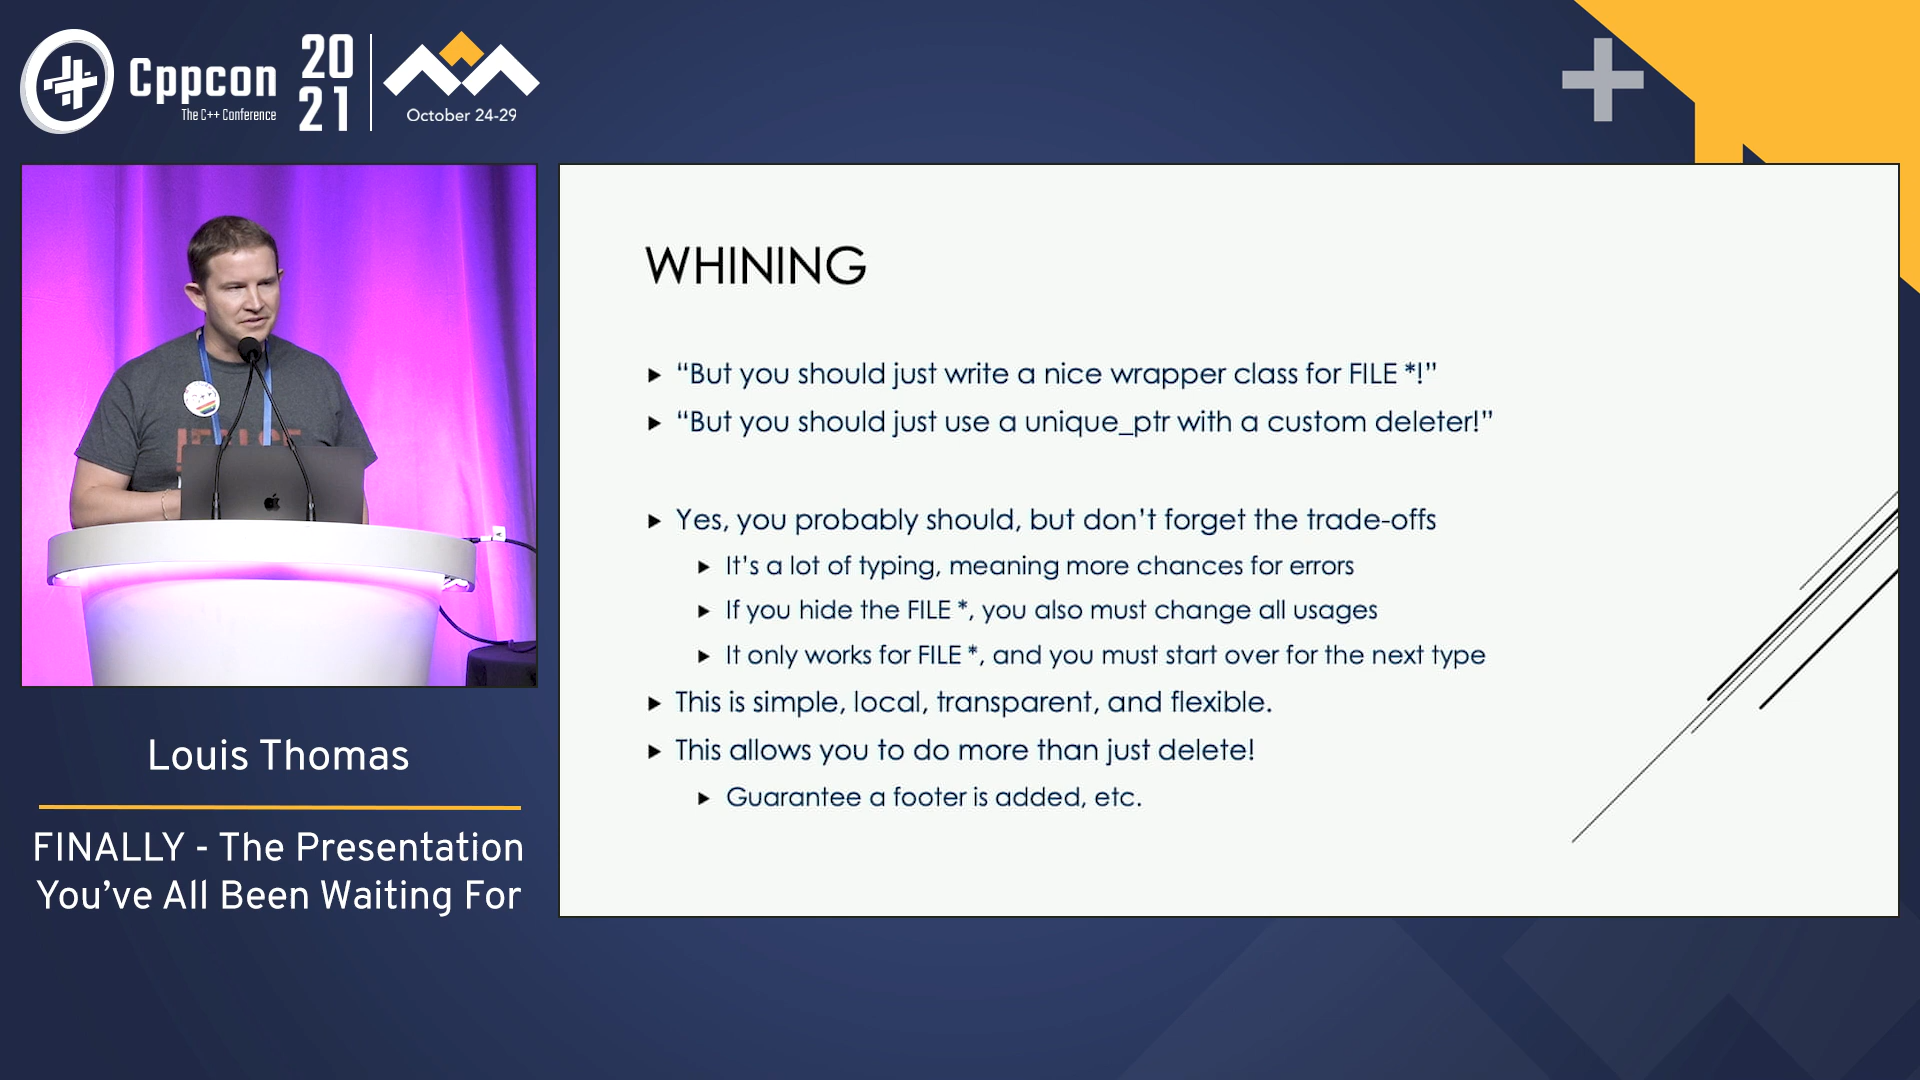 Cppcon
The C++ Conference
20
21
October 24-29
WHINING
“But you should just write a nice wrapper class for FILE *!”
“But you should just use a unique_ptr with a custom deleter!”
Yes, you probably should, but don’t forget the trade-offs
It’s a lot of typing, meaning more chances for errors
If you hide the FILE *, you also must change all usages
It only works for FILE *, and you must start over for the next type
This is simple, local, transparent, and flexible.
This allows you to do more than just delete!
Guarantee a footer is added, etc.
Louis Thomas
FINALLY - The Presentation
You’ve All Been Waiting For